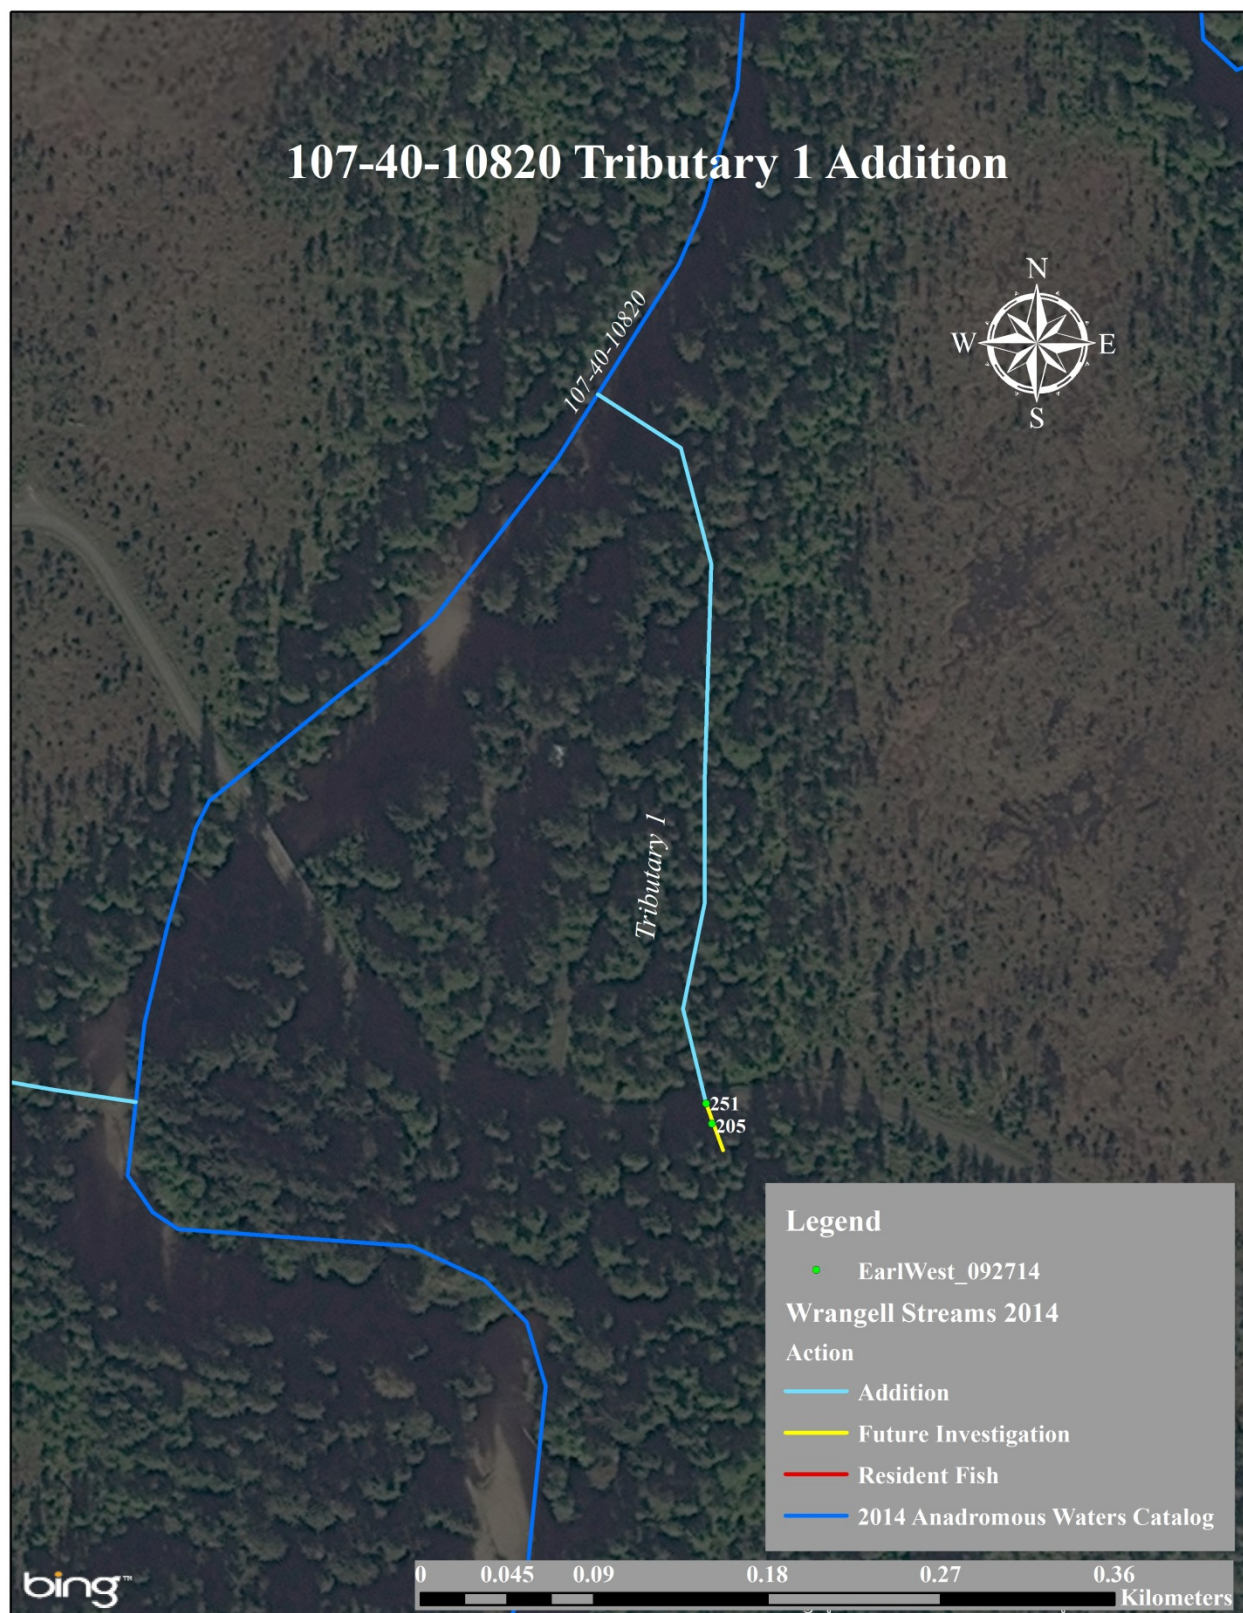 107-40-10820 Tributary 1 Addition
N
W E
S
107-40-10820
Tributary 1
251
205
Legend
EarlWest_092714
Wrangell Streams 2014
Action
Addition
Future Investigation
Resident Fish
2014 Anadromous Waters Catalog
bing™
0 0.045 0.09 0.18 0.27 0.36
Kilometers